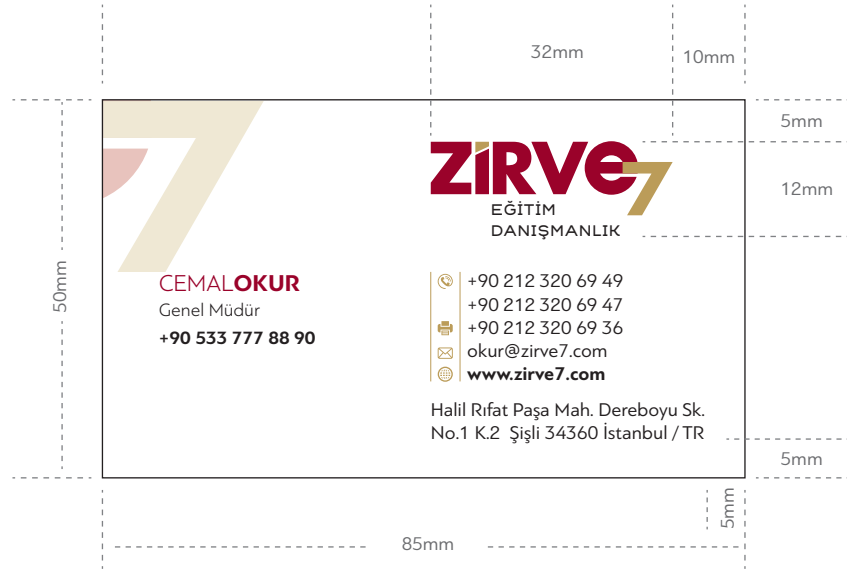 32mm
10mm
5mm
12mm
50mm
ZİRVE7
EĞİTİM
DANIŞMANLIK
CEMALOKUR
Genel Müdür
+90 533 777 88 90
+90 212 320 69 49
+90 212 320 69 47
+90 212 320 69 36
okur@zirve7.com
www.zirve7.com
Halil Rıfat Paşa Mah. Dereboyu Sk.
No.1 K.2 Şişli 34360 İstanbul / TR
5mm
5mm
85mm